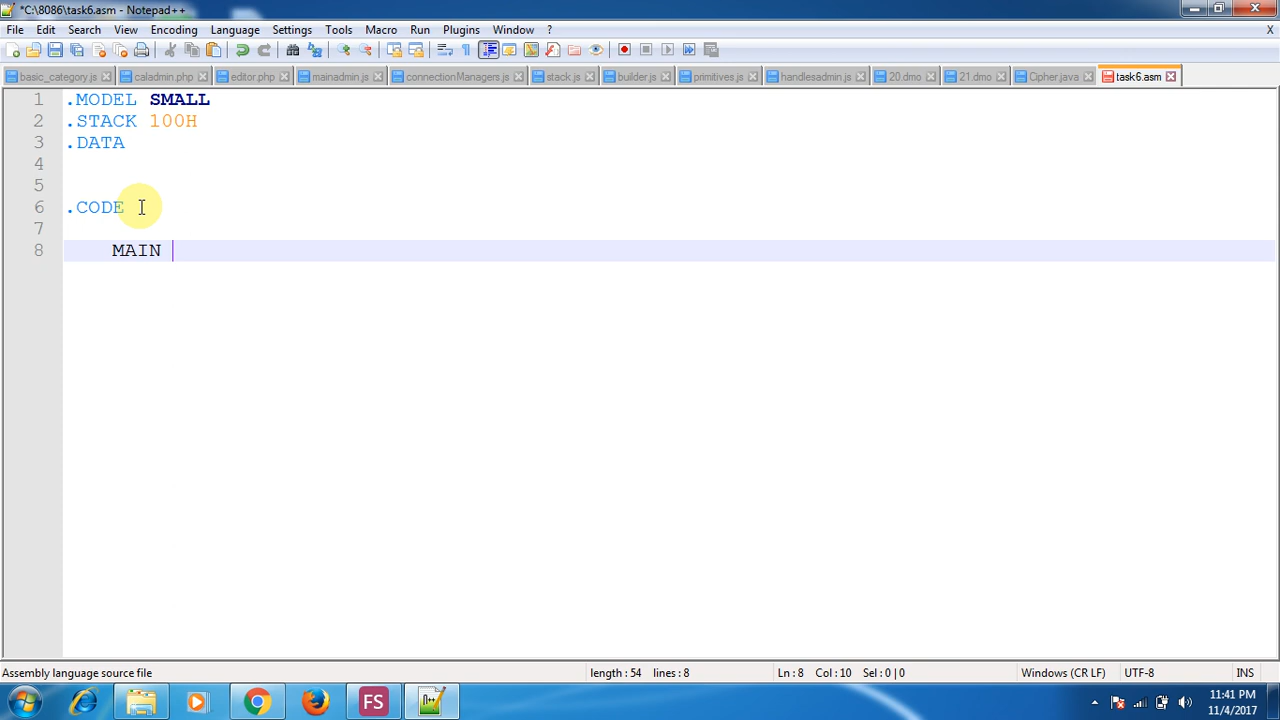 *C:\8086\task6.asm - Notepad++
File Edit Search View Encoding Language Settings Tools Macro Run Plugins Window ? X
basic_category.js caladmin.php editor.php mainadmin.js connectionManagers.js stack.js builder.js primitives.js handlesadmin.js 20.dmo 21.dmo Cipher.java task6.asm
1 .MODEL SMALL
2 .STACK 100H
3 .DATA
4
5
6 .CODE
7
8 MAIN
Assembly language source file length : 54 lines : 8 Ln : 8 Col : 10 Sel : 0 | 0 Windows (CR LF) UTF-8 INS
FS
11:41 PM
11/4/2017